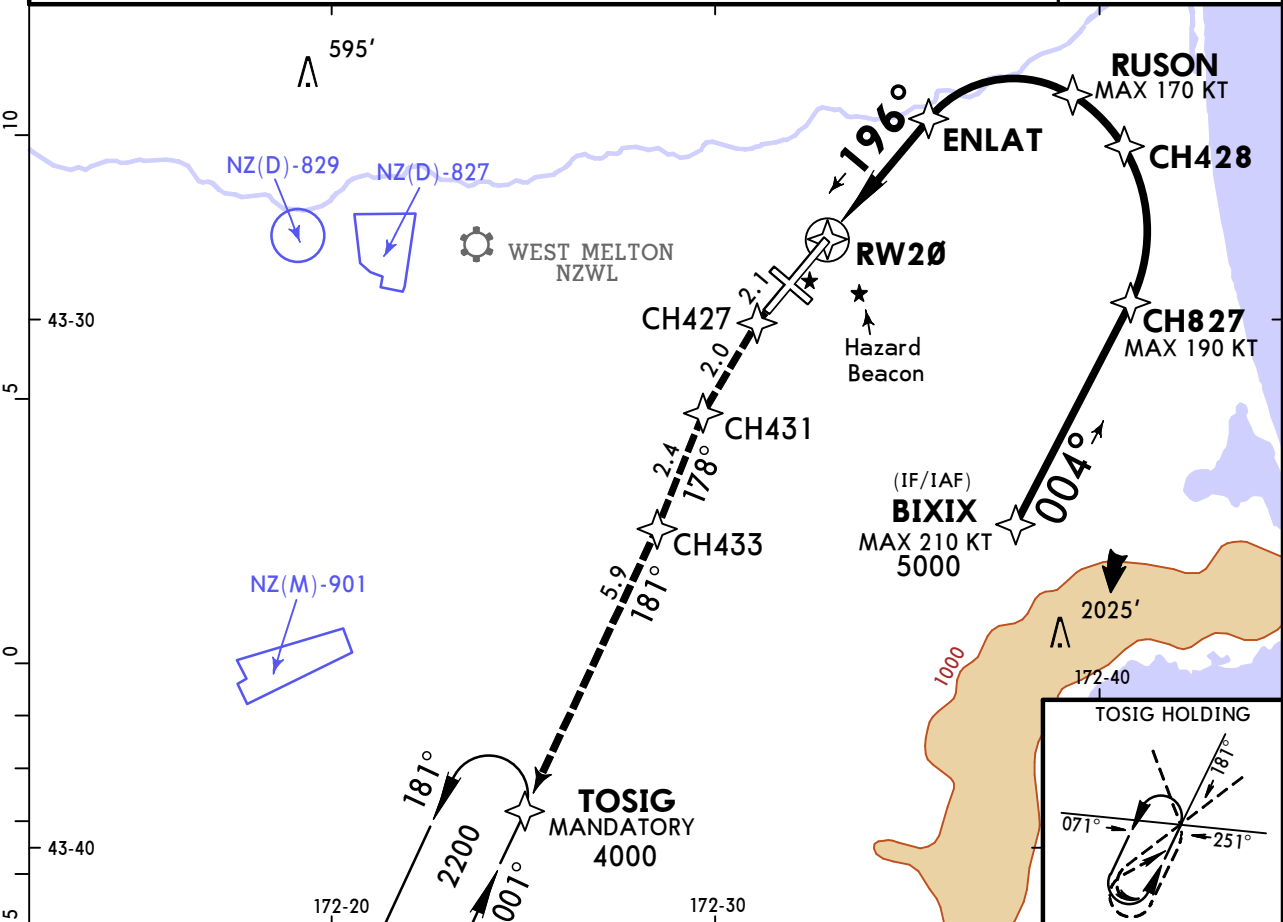 595'
RUSON
MAX 170 KT
10
196°
ENLAT
CH428
NZ(D)-829
NZ(D)-827
WEST MELTON
NZWL
RW2Ø
2.1
CH427
43-30
CH827
MAX 190 KT
Hazard
Beacon
2.0
5
CH431
2.4
178°
004°
(IF/IAF)
BIXIX
MAX 210 KT
5000
CH433
NZ(M)-901
5.9
181°
2025'
0
1000
172-40
TOSIG HOLDING
181°
071°
251°
181°
TOSIG
MANDATORY
4000
43-40
2200
001°
172-20
172-30
5